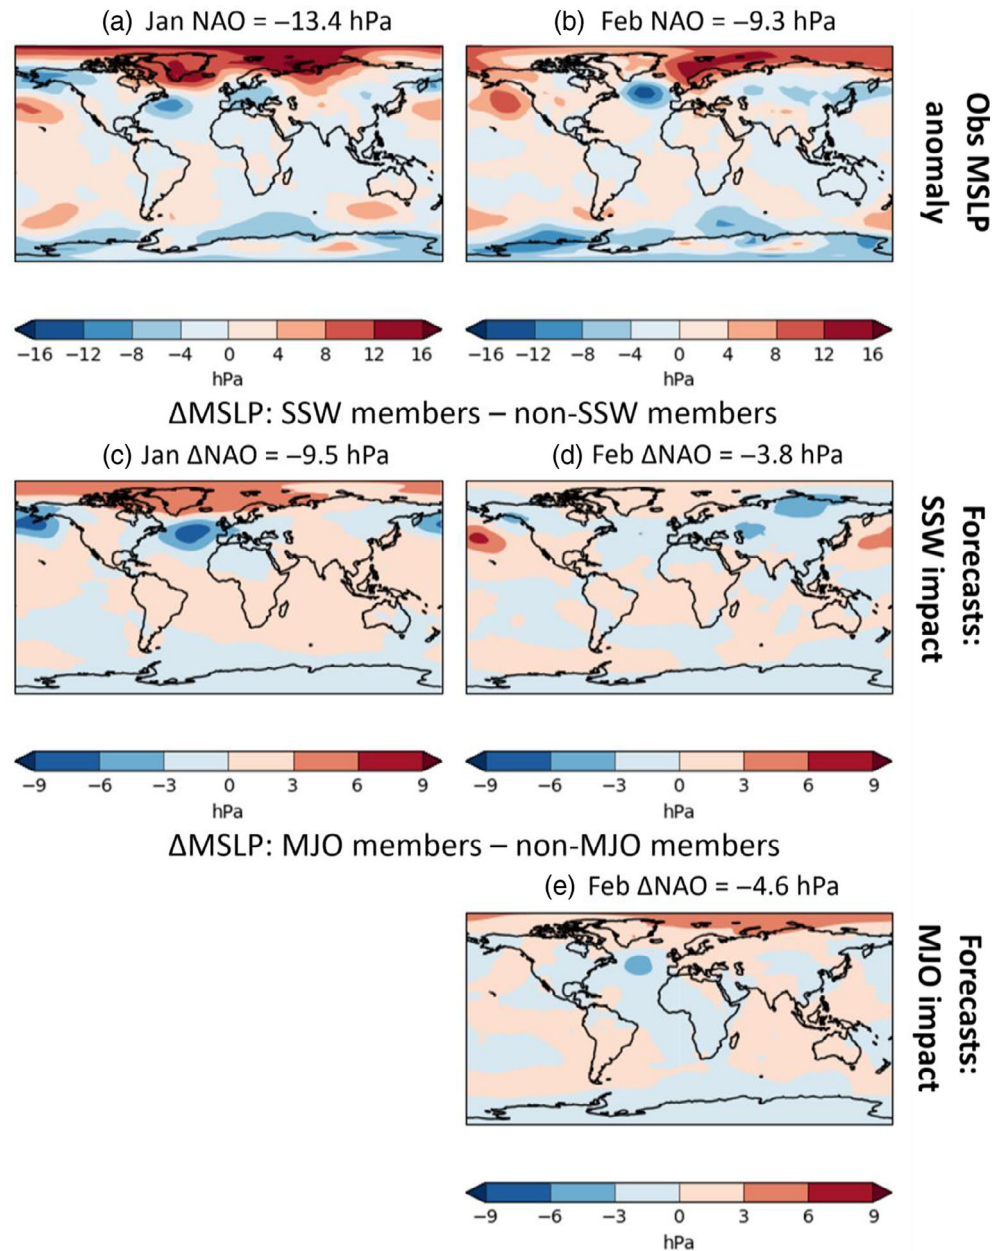 (a) Jan NAO = −13.4 hPa
(b) Feb NAO = −9.3 hPa
Obs MSLP
anomaly
−16 −12 −8 −4 0 4 8 12 16
hPa
−16 −12 −8 −4 0 4 8 12 16
hPa
ΔMSLP: SSW members – non-SSW members
(c) Jan ΔNAO = −9.5 hPa
(d) Feb ΔNAO = −3.8 hPa
Forecasts:
SSW impact
−9 −6 −3 0 3 6 9
hPa
−9 −6 −3 0 3 6 9
hPa
ΔMSLP: MJO members – non-MJO members
(e) Feb ΔNAO = −4.6 hPa
Forecasts:
MJO impact
−9 −6 −3 0 3 6 9
hPa